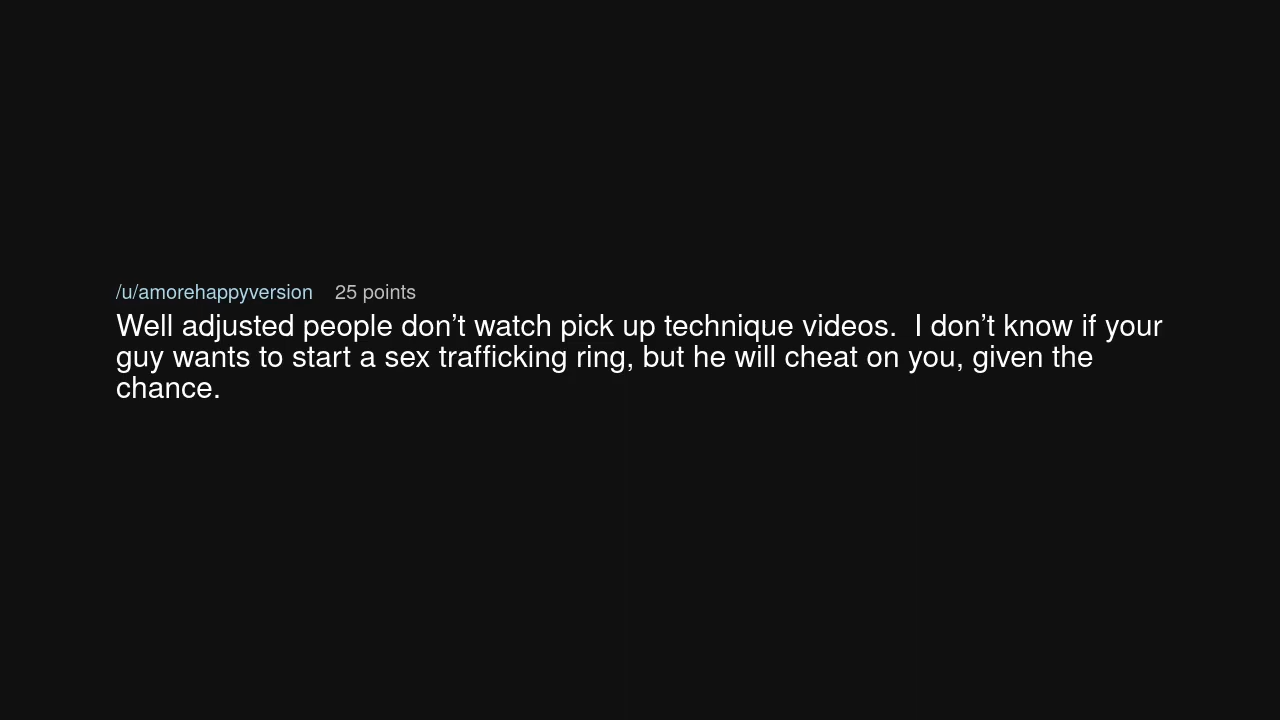 /u/amorehappyversion 25 points
Well adjusted people don’t watch pick up technique videos.  I don’t know if your
guy wants to start a sex trafficking ring, but he will cheat on you, given the
chance.